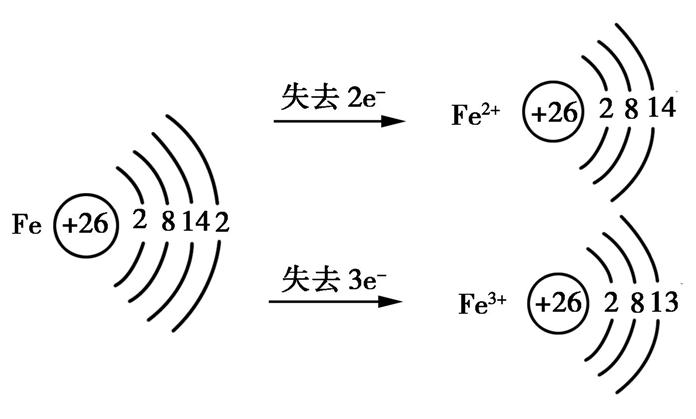 失去 2e⁻
Fe²⁺ +26 2 8 14
Fe +26 2 8 14 2
失去 3e⁻
Fe³⁺ +26 2 8 13